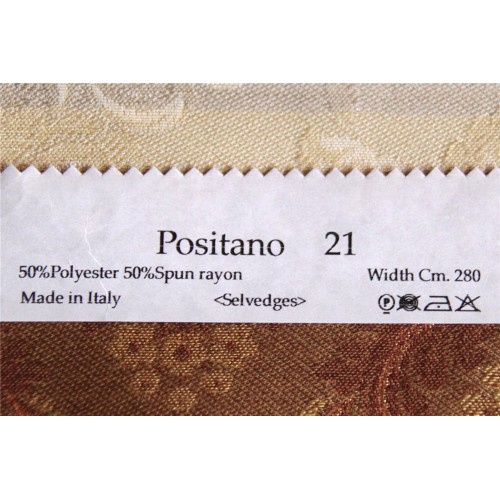 Positano 21
50%Polyester 50%Spun rayon Width Cm. 280
Made in Italy <Selvedges>